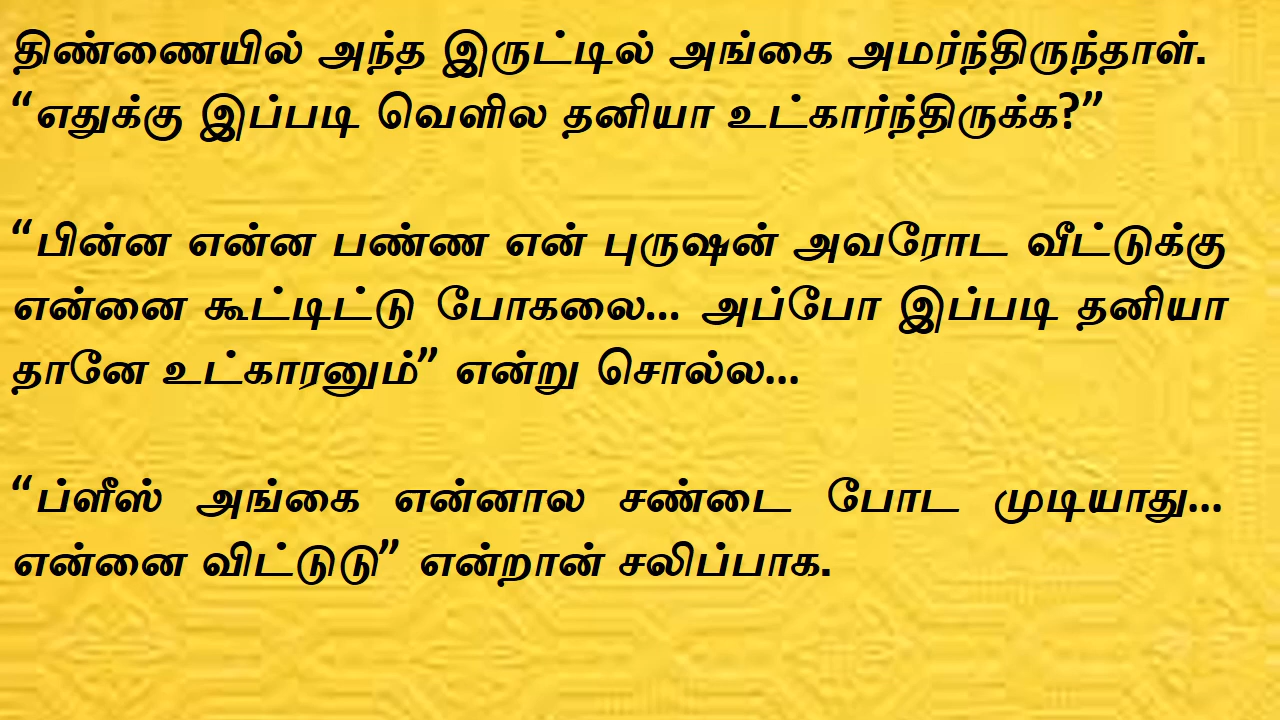 திண்ணையில் அந்த இருட்டில் அங்கை அமர்ந்திருந்தாள்.
“எதுக்கு இப்படி வெளில தனியா உட்கார்ந்திருக்க?”
“பின்ன என்ன பண்ண என் புருஷன் அவரோட வீட்டுக்கு
என்னை கூட்டிட்டு போகலை... அப்போ இப்படி தனியா
தானே உட்காரனும்” என்று சொல்ல...
“ப்ளீஸ் அங்கை என்னால சண்டை போட முடியாது...
என்னை விட்டுடு” என்றான் சலிப்பாக.